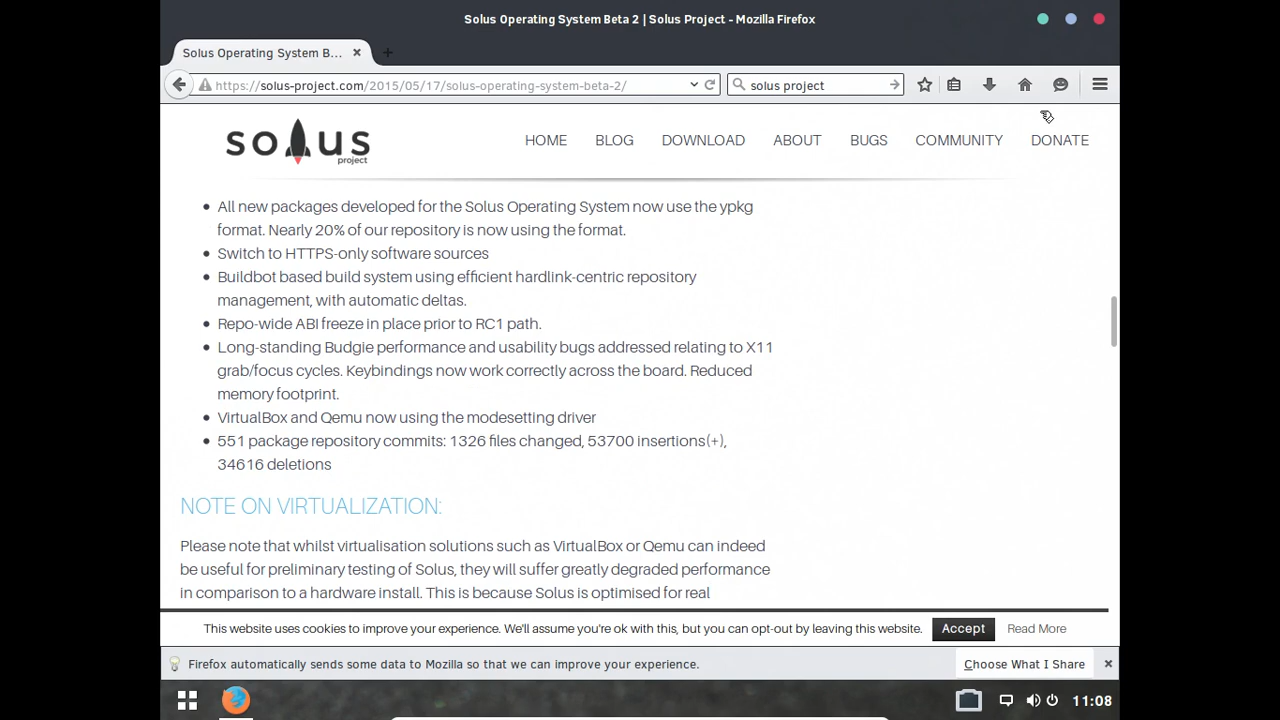 Solus Operating System Beta 2 | Solus Project - Mozilla Firefox
Solus Operating System B...
https://solus-project.com/2015/05/17/solus-operating-system-beta-2/
solus project
solus
project
HOME BLOG DOWNLOAD ABOUT BUGS COMMUNITY DONATE
All new packages developed for the Solus Operating System now use the ypkg
format. Nearly 20% of our repository is now using the format.
Switch to HTTPS-only software sources
Buildbot based build system using efficient hardlink-centric repository
management, with automatic deltas.
Repo-wide ABI freeze in place prior to RC1 path.
Long-standing Budgie performance and usability bugs addressed relating to X11
grab/focus cycles. Keybindings now work correctly across the board. Reduced
memory footprint.
VirtualBox and Qemu now using the modesetting driver
551 package repository commits: 1326 files changed, 53700 insertions(+),
34616 deletions
NOTE ON VIRTUALIZATION:
Please note that whilst virtualisation solutions such as VirtualBox or Qemu can indeed
be useful for preliminary testing of Solus, they will suffer greatly degraded performance
in comparison to a hardware install. This is because Solus is optimised for real
This website uses cookies to improve your experience. We'll assume you're ok with this, but you can opt-out by leaving this website. Accept Read More
Firefox automatically sends some data to Mozilla so that we can improve your experience. Choose What I Share
11:08